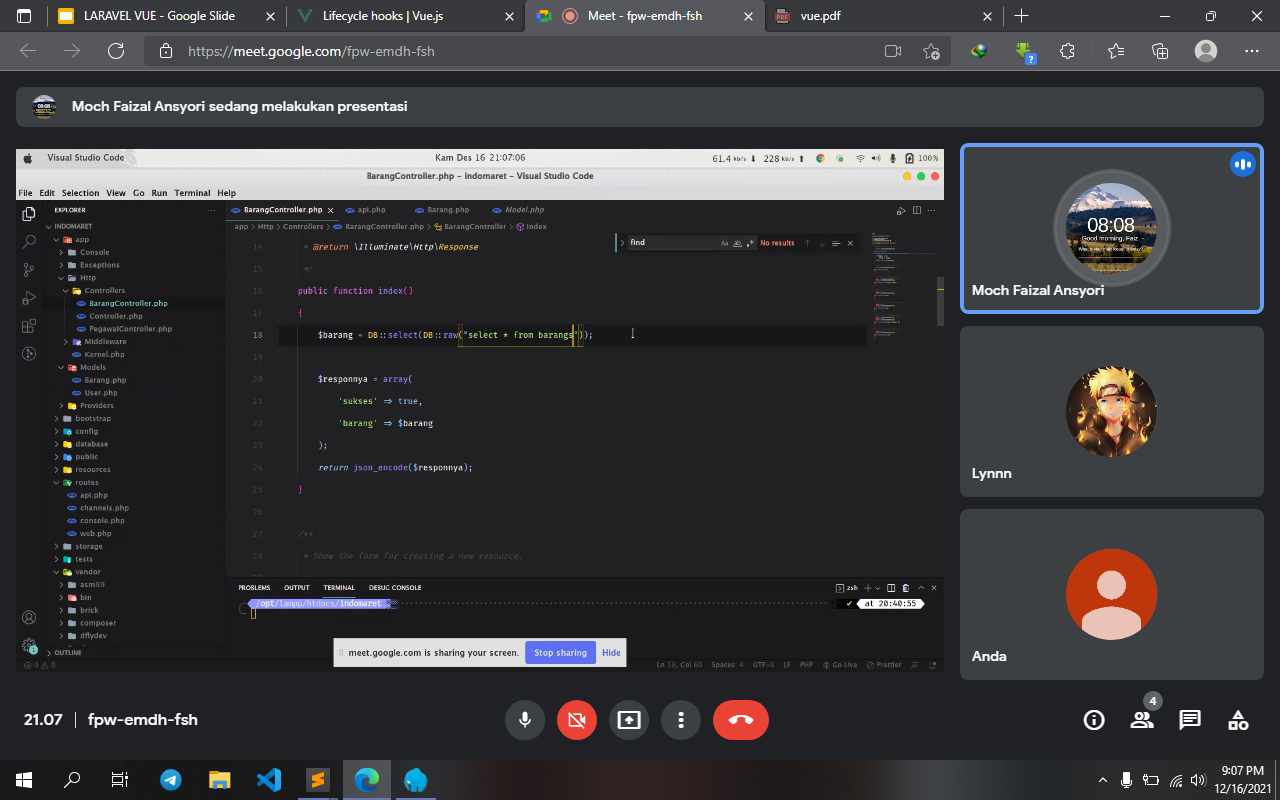 LARAVEL VUE - Google Slide
Lifecycle hooks | Vue.js
Meet - fpw-emdh-fsh
PDF
vue.pdf
https://meet.google.com/fpw-emdh-fsh
?
Moch Faizal Ansyori sedang melakukan presentasi
Visual Studio Code
Kam Des 16 21:07:06
61.4 kb/s
228 kb/s
100%
BarangController.php - indomaret - Visual Studio Code
File Edit Selection View Go Run Terminal Help
EXPLORER
BarangController.php
api.php
Barang.php
Model.php
INDOMARET
app > Http > Controllers > BarangController.php > BarangController > index
app
Console
Exceptions
Http
Controllers
BarangController.php
Controller.php
PegawaiController.php
Middleware
Kernel.php
Models
Barang.php
User.php
Providers
bootstrap
config
database
public
resources
routes
api.php
channels.php
console.php
web.php
storage
tests
vendor
asm89
bin
brick
composer
dflydev
OUTLINE
find
Aa ab .*
No results
14 * @return \Illuminate\Http\Response
15 */
16 public function index()
17 {
18 $barang = DB::select(DB::raw("select * from barangs"));
19
20 $responnya = array(
21 'sukses' => true,
22 'barang' => $barang
23 );
24 return json_encode($responnya);
25 }
26
27 /**
28 * Show the form for creating a new resource.
PROBLEMS OUTPUT TERMINAL DEBUG CONSOLE
zsh
/opt/lampp/htdocs/indomaret
at 20:40:55
meet.google.com is sharing your screen.
Stop sharing
Hide
0 0
Ln 18, Col 60 Spaces: 4 UTF-8 LF PHP Go Live Prettier
08:08
Good morning, Faiz
Moch Faizal Ansyori
Lynnn
Anda
21.07 | fpw-emdh-fsh
4
9:07 PM
12/16/2021